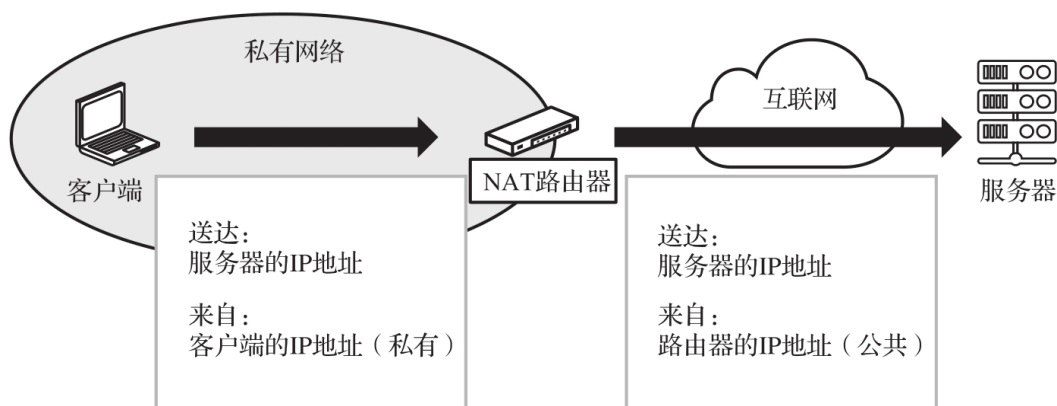 私有网络
互联网
客户端
NAT路由器
服务器
送达：
服务器的IP地址
来自：
客户端的IP地址（私有）
送达：
服务器的IP地址
来自：
路由器的IP地址（公共）